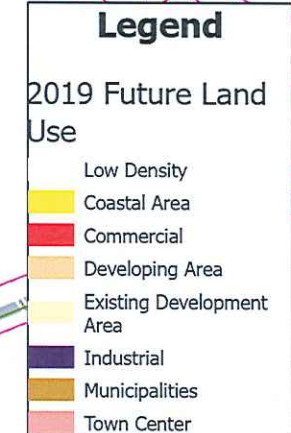 Legend
2019 Future Land
Use
Low Density
Coastal Area
Commercial
Developing Area
Existing Development
Area
Industrial
Municipalities
Town Center